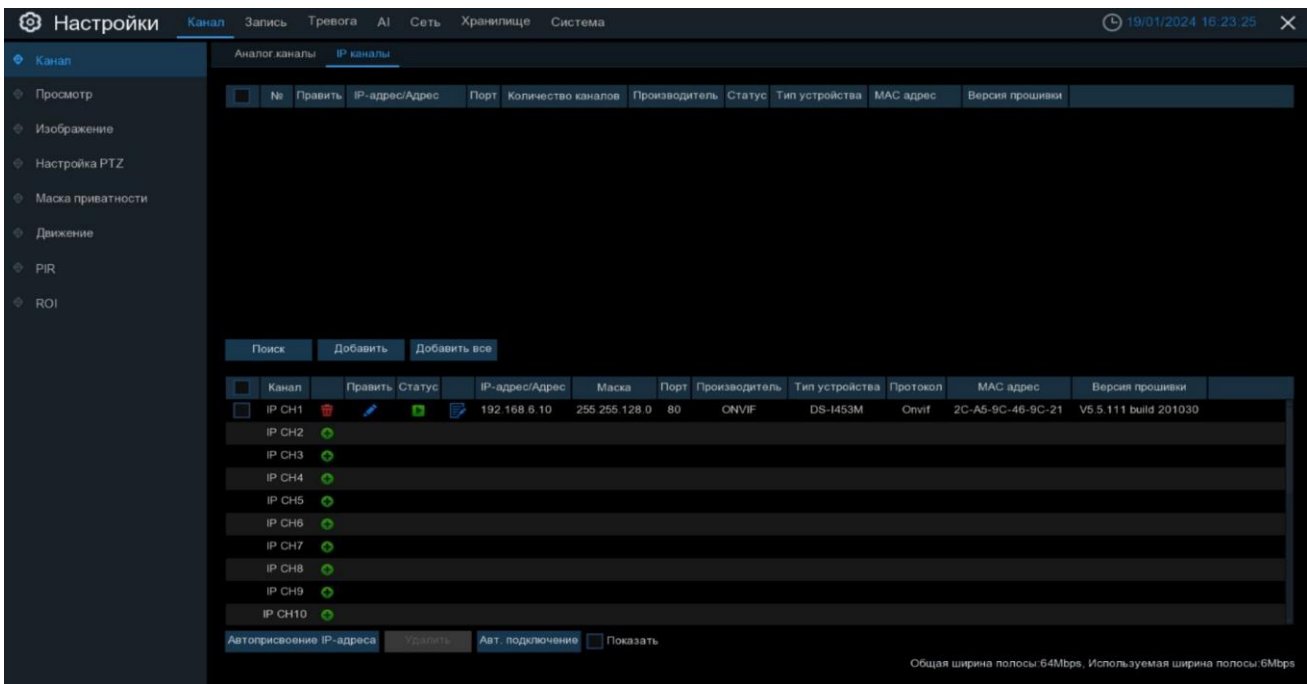 Настройки Канал Запись Тревога AI Сеть Хранилище Система 19/01/2024 16:23:25
Канал
Просмотр
Изображение
Настройка PTZ
Маска приватности
Движение
PIR
ROI
Аналог.каналы IP каналы
№ Править IP-адрес/Адрес Порт Количество каналов Производитель Статус Тип устройства MAC адрес Версия прошивки
Поиск Добавить Добавить все
Канал Править Статус IP-адрес/Адрес Маска Порт Производитель Тип устройства Протокол MAC адрес Версия прошивки
IP CH1 192.168.6.10 255.255.128.0 80 ONVIF DS-I453M Onvif 2C-A5-9C-46-9C-21 V5.5.111 build 201030
IP CH2
IP CH3
IP CH4
IP CH5
IP CH6
IP CH7
IP CH8
IP CH9
IP CH10
Автоприсвоение IP-адреса Удалить Авт. подключение Показать
Общая ширина полосы:64Mbps, Используемая ширина полосы:6Mbps